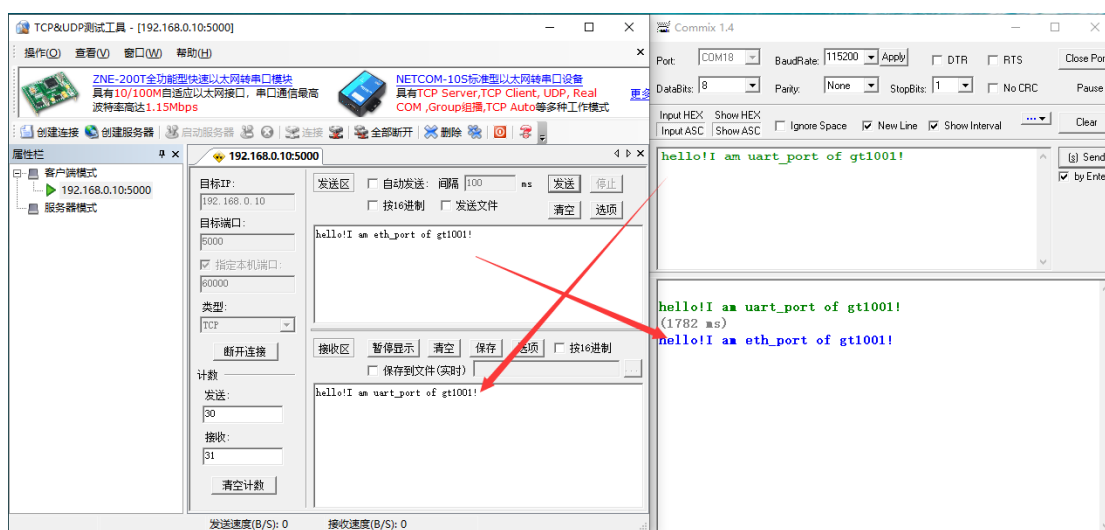 TCP&UDP测试工具 - [192.168.0.10:5000]
操作(O) 查看(V) 窗口(W) 帮助(H)
ZNE-200T全功能型快速以太网转串口模块
具有10/100M自适应以太网接口，串口通信最高
波特率高达1.15Mbps
NETCOM-10S标准型以太网转串口设备
具有TCP Server,TCP Client, UDP, Real
COM ,Group组播,TCP Auto等多种工作模式
更多
创建连接 创建服务器 启动服务器 连接 全部断开 删除
属性栏
客户端模式
192.168.0.10:5000
服务器模式
192.168.0.10:5000
目标IP:
192.168.0.10
目标端口:
5000
指定本机端口:
60000
类型:
TCP
断开连接
计数
发送:
30
接收:
31
清空计数
发送区 自动发送: 间隔 100 ms 发送 停止
按16进制 发送文件 清空 选项
hello!I am eth_port of gt1001!
接收区 暂停显示 清空 保存 选项 按16进制
保存到文件(实时) ...
hello!I am uart_port of gt1001!
发送速度(B/S): 0 接收速度(B/S): 0
Commix 1.4
Port: COM18 BaudRate: 115200 Apply DTR RTS Close Por
DataBits: 8 Parity: None StopBits: 1 No CRC Pause
Input HEX Show HEX
Input ASC Show ASC Ignore Space New Line Show Interval ... Clear
hello!I am uart_port of gt1001!
(s) Send
by Ente
hello!I am uart_port of gt1001!
(1782 ms)
hello!I am eth_port of gt1001!